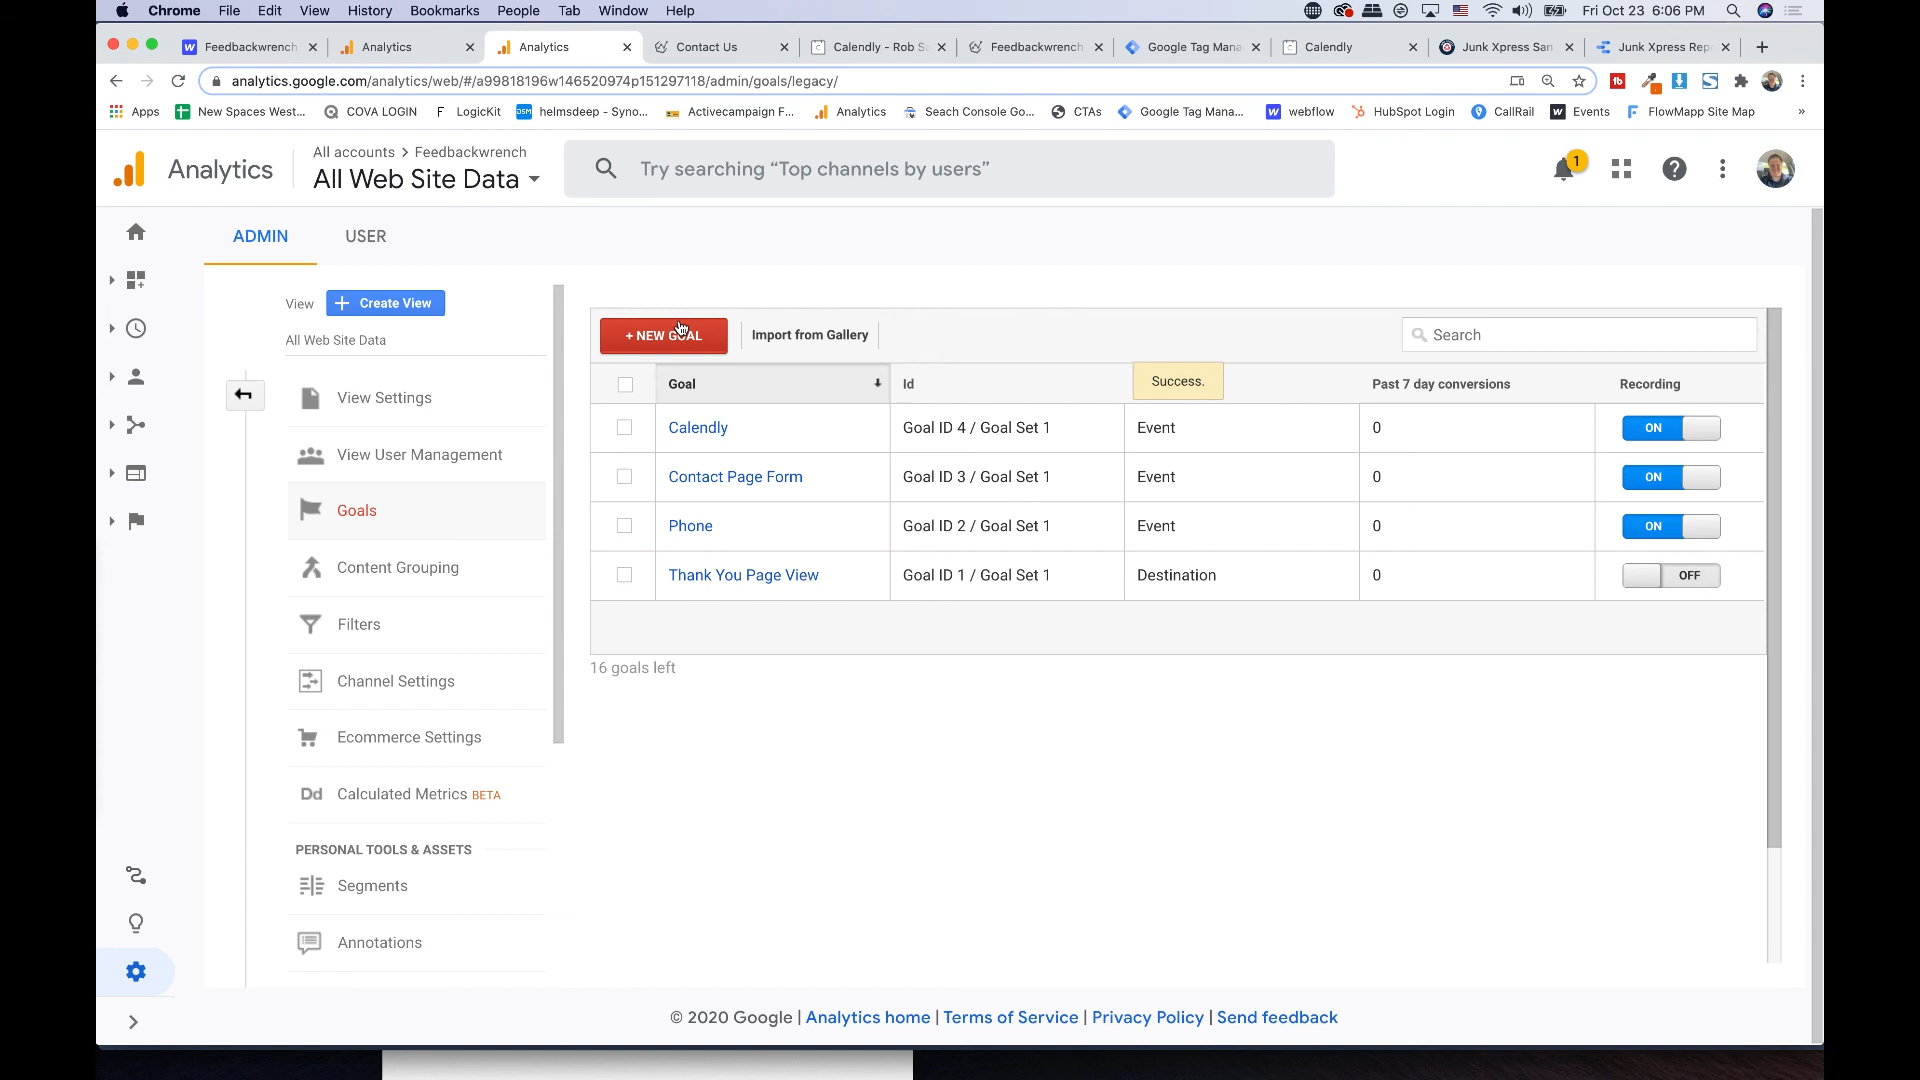 Chrome File Edit View History Bookmarks People Tab Window Help Fri Oct 23 6:06 PM
Feedbackwrench Analytics Analytics Contact Us Calendly - Rob S Feedbackwrench Google Tag Mana Calendly Junk Xpress San Junk Xpress Rep
analytics.google.com/analytics/web/#/a99818196w146520974p151297118/admin/goals/legacy/
Apps New Spaces West... COVA LOGIN F LogicKit DSM helmsdeep - Syno... Activecampaign F... Analytics Seach Console Go... CTAs Google Tag Mana... webflow HubSpot Login CallRail Events FlowMapp Site Map »
Analytics
All accounts > Feedbackwrench
All Web Site Data
Try searching “Top channels by users”
1
ADMIN USER
View + Create View
All Web Site Data
View Settings
View User Management
Goals
Content Grouping
Filters
Channel Settings
Ecommerce Settings
Dd Calculated Metrics BETA
PERSONAL TOOLS & ASSETS
Segments
Annotations
+ NEW GOAL Import from Gallery Search
Goal Id Success. Past 7 day conversions Recording
Calendly Goal ID 4 / Goal Set 1 Event 0 ON
Contact Page Form Goal ID 3 / Goal Set 1 Event 0 ON
Phone Goal ID 2 / Goal Set 1 Event 0 ON
Thank You Page View Goal ID 1 / Goal Set 1 Destination 0 OFF
16 goals left
© 2020 Google | Analytics home | Terms of Service | Privacy Policy | Send feedback